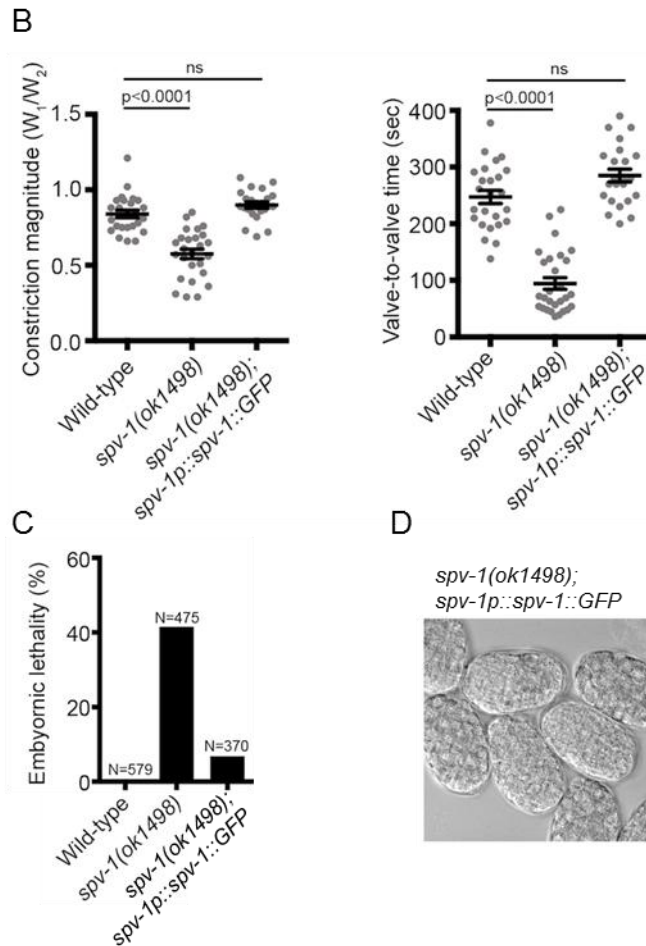 B
ns
p<0.0001
Constriction magnitude (W₁/W₂)
1.5
1.0
0.5
0.0
Wild-type
spv-1(ok1498)
spv-1(ok1498);
spv-1p::spv-1::GFP
ns
p<0.0001
Valve-to-valve time (sec)
400
300
200
100
0
Wild-type
spv-1(ok1498)
spv-1(ok1498);
spv-1p::spv-1::GFP
C
Embyornic lethality (%)
60
40
20
0
N=579
N=475
N=370
Wild-type
spv-1(ok1498)
spv-1(ok1498);
spv-1p::spv-1::GFP
D
spv-1(ok1498);
spv-1p::spv-1::GFP